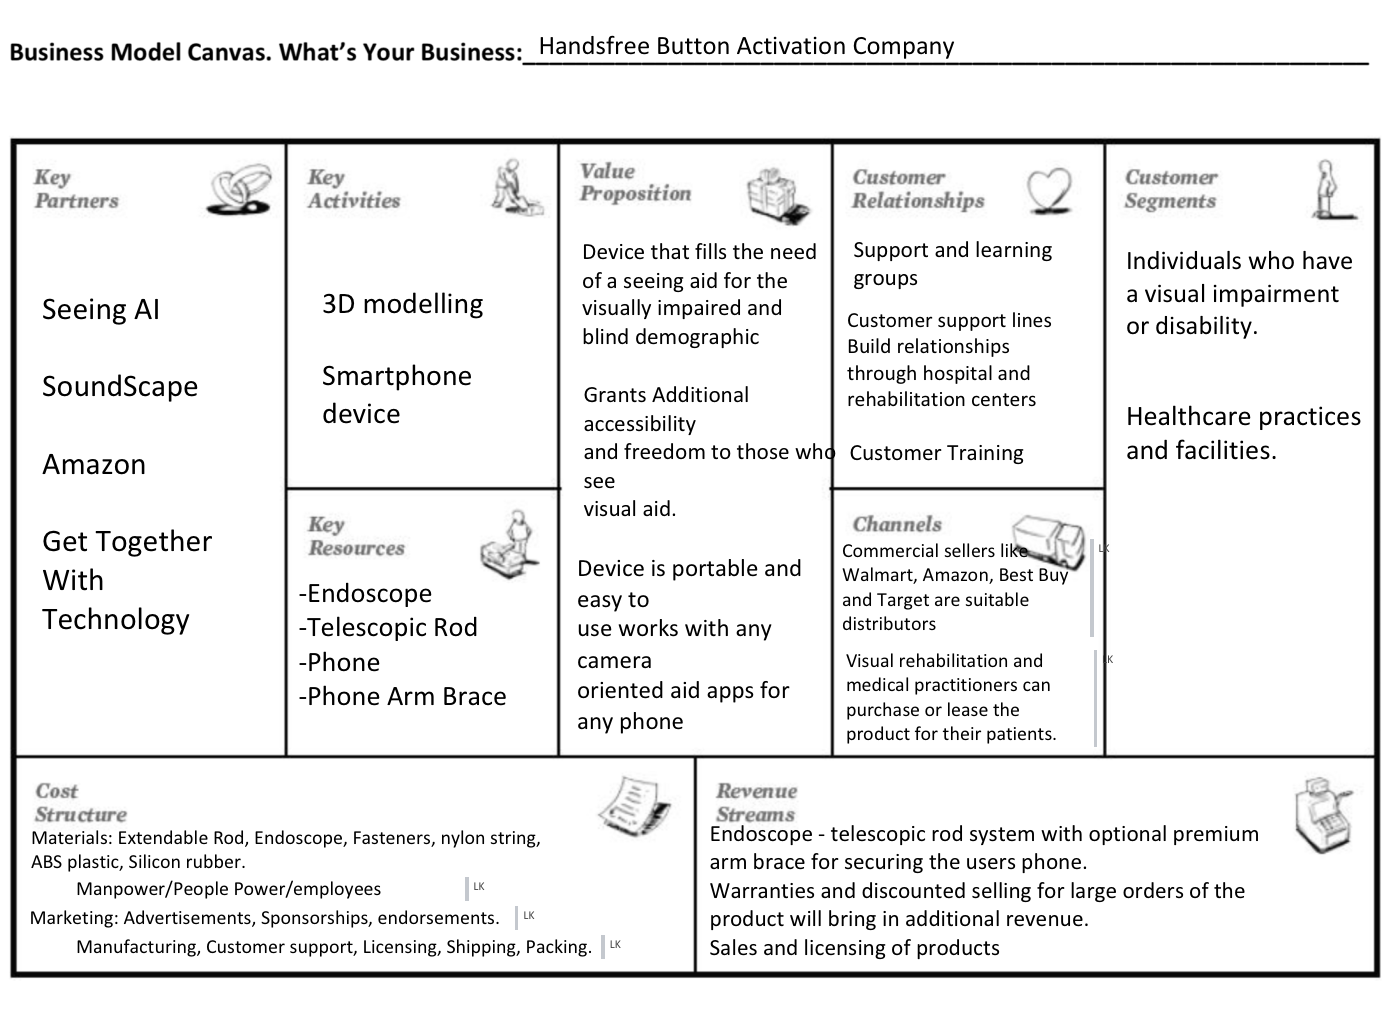 Business Model Canvas. What's Your Business: Handsfree Button Activation Company
Key
Partners
Seeing AI
SoundScape
Amazon
Get Together
With
Technology
Key
Activities
3D modelling
Smartphone
device
Key
Resources
-Endoscope
-Telescopic Rod
-Phone
-Phone Arm Brace
Value
Proposition
Device that fills the need
of a seeing aid for the
visually impaired and
blind demographic
Grants Additional
accessibility
and freedom to those who
see
visual aid.
Device is portable and
easy to
use works with any
camera
oriented aid apps for
any phone
Customer
Relationships
Support and learning
groups
Customer support lines
Build relationships
through hospital and
rehabilitation centers
Customer Training
Channels
Commercial sellers like
Walmart, Amazon, Best Buy
and Target are suitable
distributors
LK
Visual rehabilitation and
medical practitioners can
purchase or lease the
product for their patients.
LK
Customer
Segments
Individuals who have
a visual impairment
or disability.
Healthcare practices
and facilities.
Cost
Structure
Materials: Extendable Rod, Endoscope, Fasteners, nylon string,
ABS plastic, Silicon rubber.
Manpower/People Power/employees LK
Marketing: Advertisements, Sponsorships, endorsements. LK
Manufacturing, Customer support, Licensing, Shipping, Packing. LK
Revenue
Streams
Endoscope - telescopic rod system with optional premium
arm brace for securing the users phone.
Warranties and discounted selling for large orders of the
product will bring in additional revenue.
Sales and licensing of products